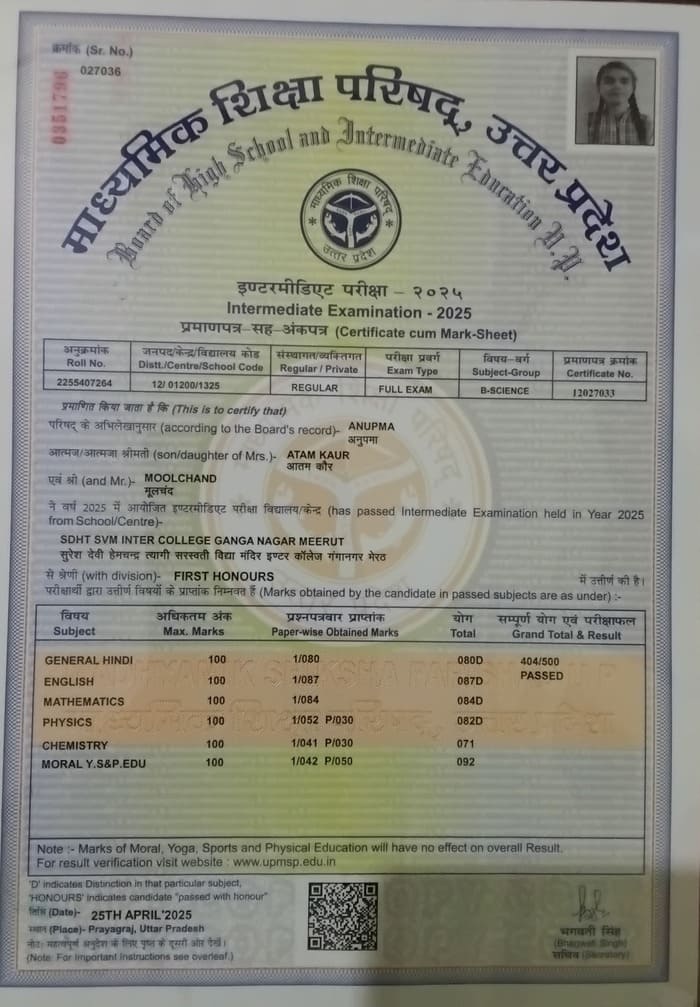 क्रमांक (Sr. No.)
027036
0351796
माध्यमिक शिक्षा परिषद्, उत्तर प्रदेश
Board of High School and Intermediate Education U.P.
माध्यमिक शिक्षा परिषद्
उत्तर प्रदेश
इण्टरमीडिएट परीक्षा – २०२५
Intermediate Examination - 2025
प्रमाणपत्र–सह–अंकपत्र (Certificate cum Mark-Sheet)
अनुक्रमांक जनपद/केन्द्र/विद्यालय कोड संस्थागत/व्यक्तिगत परीक्षा प्रवर्ग विषय-वर्ग प्रमाणपत्र क्रमांक
Roll No. Distt./Centre/School Code Regular / Private Exam Type Subject-Group Certificate No.
2255407264 12/ 01200/1325 REGULAR FULL EXAM B-SCIENCE 12027033
प्रमाणित किया जाता है कि (This is to certify that)
परिषद् के अभिलेखानुसार (according to the Board's record)- ANUPMA
अनुपमा
आत्मज/आत्मजा श्रीमती (son/daughter of Mrs.)- ATAM KAUR
आतम कौर
एवं श्री (and Mr.)- MOOLCHAND
मूलचंद
ने वर्ष 2025 में आयोजित इण्टरमीडिएट परीक्षा विद्यालय/केन्द्र (has passed Intermediate Examination held in Year 2025
from School/Centre)-
SDHT SVM INTER COLLEGE GANGA NAGAR MEERUT
सुरेश देवी हेमचन्द्र त्यागी सरस्वती विद्या मंदिर इण्टर कॉलेज गंगानगर मेरठ
से श्रेणी (with division)- FIRST HONOURS में उत्तीर्ण की है।
परीक्षार्थी द्वारा उत्तीर्ण विषयों के प्राप्तांक निम्नवत हैं (Marks obtained by the candidate in passed subjects are as under) :-
विषय अधिकतम अंक प्रश्नपत्रवार प्राप्तांक योग सम्पूर्ण योग एवं परीक्षाफल
Subject Max. Marks Paper-wise Obtained Marks Total Grand Total & Result
GENERAL HINDI 100 1/080 080D 404/500
ENGLISH 100 1/087 087D PASSED
MATHEMATICS 100 1/084 084D
PHYSICS 100 1/052 P/030 082D
CHEMISTRY 100 1/041 P/030 071
MORAL Y.S&P.EDU 100 1/042 P/050 092
Note :- Marks of Moral, Yoga, Sports and Physical Education will have no effect on overall Result.
For result verification visit website : www.upmsp.edu.in
'D' indicates Distinction in that particular subject,
'HONOURS' indicates candidate "passed with honour"
तिथि (Date)- 25TH APRIL'2025
स्थान (Place)- Prayagraj, Uttar Pradesh
नोट: महत्वपूर्ण अनुदेश के लिए पृष्ठ के दूसरी ओर देखें।
(Note: For Important Instructions see overleaf.)
भगवती सिंह
(Bhagwati Singh)
सचिव (Secretary)